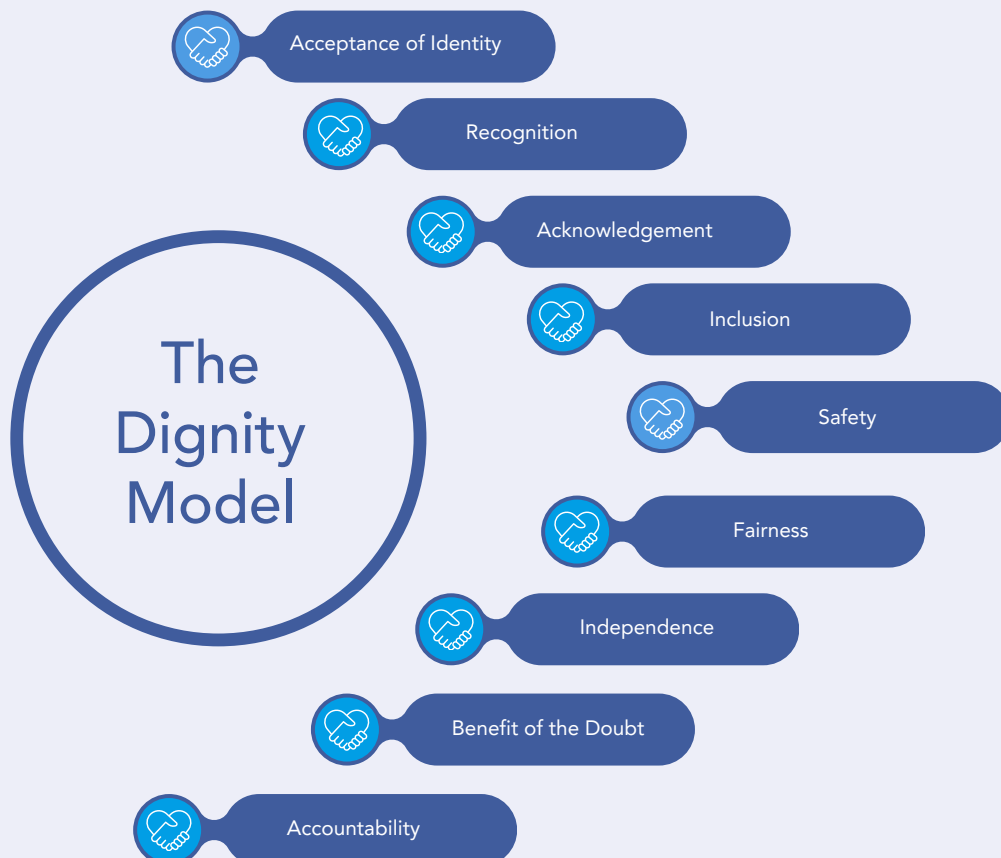 Acceptance of Identity
Recognition
Acknowledgement
Inclusion
The
Dignity
Model
Safety
Fairness
Independence
Benefit of the Doubt
Accountability